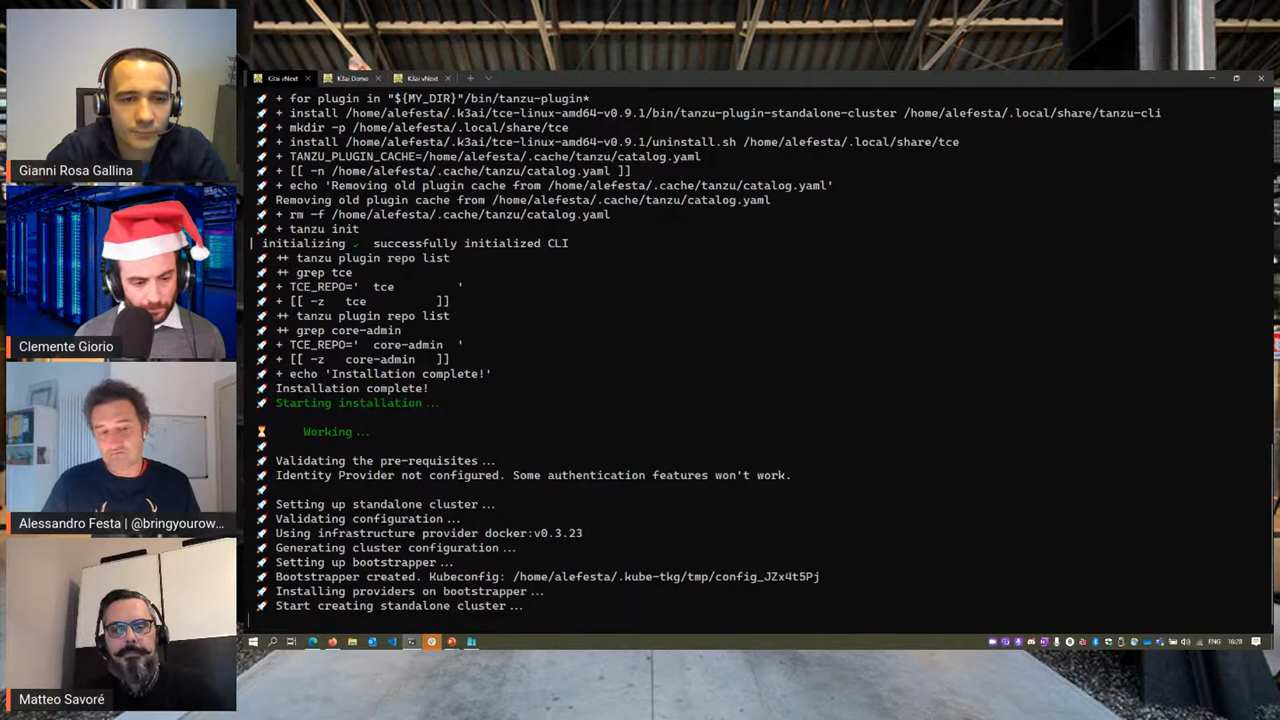 Gianni Rosa Gallina
Clemente Giorio
Alessandro Festa | @bringyourow...
Matteo Savoré
K3ai vNext
K3ai Demo
K3ai vNext
+ for plugin in "${MY_DIR}"/bin/tanzu-plugin*
+ install /home/alefesta/.k3ai/tce-linux-amd64-v0.9.1/bin/tanzu-plugin-standalone-cluster /home/alefesta/.local/share/tanzu-cli
+ mkdir -p /home/alefesta/.local/share/tce
+ install /home/alefesta/.k3ai/tce-linux-amd64-v0.9.1/uninstall.sh /home/alefesta/.local/share/tce
+ TANZU_PLUGIN_CACHE=/home/alefesta/.cache/tanzu/catalog.yaml
+ [[ -n /home/alefesta/.cache/tanzu/catalog.yaml ]]
+ echo 'Removing old plugin cache from /home/alefesta/.cache/tanzu/catalog.yaml'
Removing old plugin cache from /home/alefesta/.cache/tanzu/catalog.yaml
+ rm -f /home/alefesta/.cache/tanzu/catalog.yaml
+ tanzu init
| initializing ✓ successfully initialized CLI
++ tanzu plugin repo list
++ grep tce
+ TCE_REPO='  tce         '
+ [[ -z   tce          ]]
++ tanzu plugin repo list
++ grep core-admin
+ TCE_REPO='  core-admin  '
+ [[ -z   core-admin   ]]
+ echo 'Installation complete!'
Installation complete!
Starting installation...
Working...
Validating the pre-requisites...
Identity Provider not configured. Some authentication features won't work.
Setting up standalone cluster...
Validating configuration...
Using infrastructure provider docker:v0.3.23
Generating cluster configuration...
Setting up bootstrapper...
Bootstrapper created. Kubeconfig: /home/alefesta/.kube-tkg/tmp/config_JZx4t5Pj
Installing providers on bootstrapper...
Start creating standalone cluster...
ENG
16:28